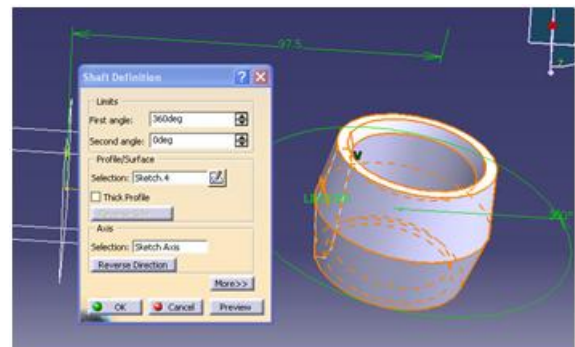 97.5
Shaft Definition
Limits
First angle: 360deg
Second angle: 0deg
Profile/Surface
Selection: Sketch.4
Thick Profile
Axis
Selection: Sketch Axis
Reverse Direction
More>>
OK Cancel Preview
V
Z